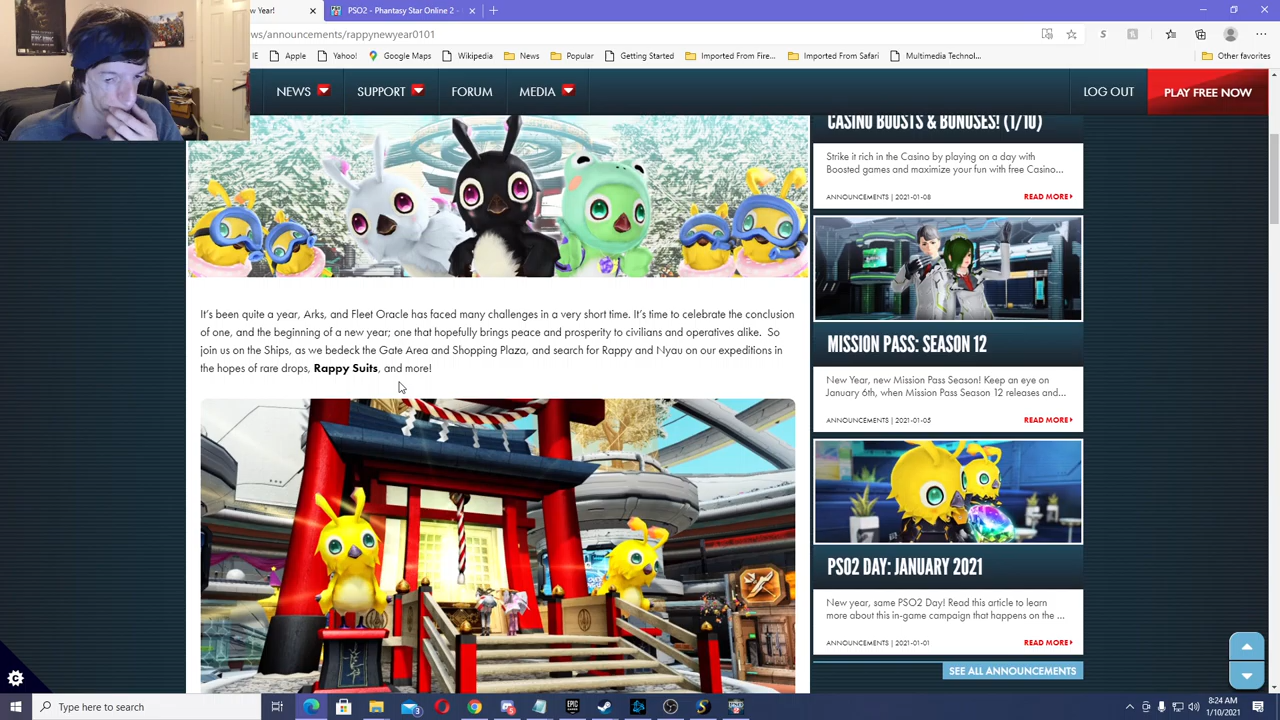 w Year!
PSO2 - Phantasy Star Online 2 -
ws/announcements/rappynewyear0101
IE Apple Yahoo! Google Maps Wikipedia News Popular Getting Started Imported From Fire... Imported From Safari Multimedia Technol... Other favorites
NEWS SUPPORT FORUM MEDIA LOG OUT PLAY FREE NOW
It's been quite a year, Arks, and Fleet Oracle has faced many challenges in a very short time. It's time to celebrate the conclusion
of one, and the beginning of a new year; one that hopefully brings peace and prosperity to civilians and operatives alike. So
join us on the Ships, as we bedeck the Gate Area and Shopping Plaza, and search for Rappy and Nyau on our expeditions in
the hopes of rare drops, Rappy Suits, and more!
CASINO BOOSTS & BONUSES! (1/10)
Strike it rich in the Casino by playing on a day with
Boosted games and maximize your fun with free Casino...
ANNOUNCEMENTS | 2021-01-08 READ MORE
MISSION PASS: SEASON 12
New Year, new Mission Pass Season! Keep an eye on
January 6th, when Mission Pass Season 12 releases and...
ANNOUNCEMENTS | 2021-01-05 READ MORE
PSO2 DAY: JANUARY 2021
New year, same PSO2 Day! Read this article to learn
more about this in-game campaign that happens on the ...
ANNOUNCEMENTS | 2021-01-01 READ MORE
SEE ALL ANNOUNCEMENTS
Type here to search
8:24 AM
1/10/2021